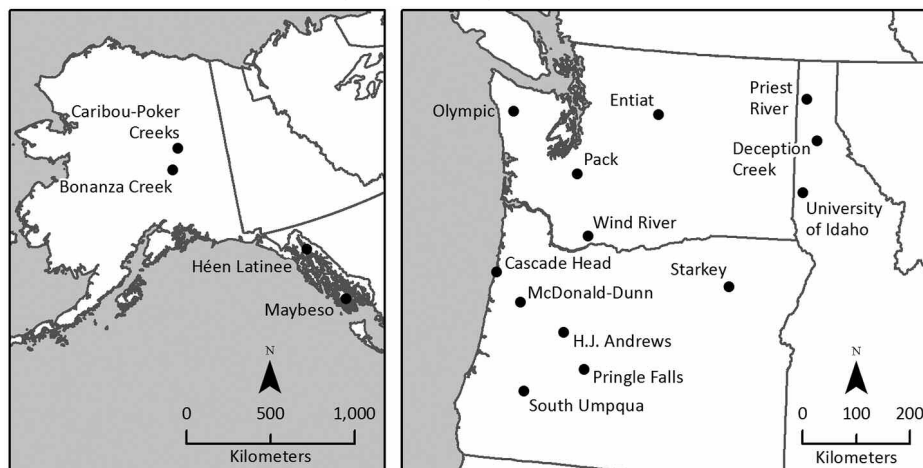 Caribou-Poker
Creeks
Bonanza Creek
Héen Latinee
Maybeso
N
0 500 1,000
Kilometers
Olympic
Entiat
Priest
River
Deception
Creek
Pack
University
of Idaho
Wind River
Cascade Head
Starkey
McDonald-Dunn
H.J. Andrews
Pringle Falls
South Umpqua
N
0 100 200
Kilometers